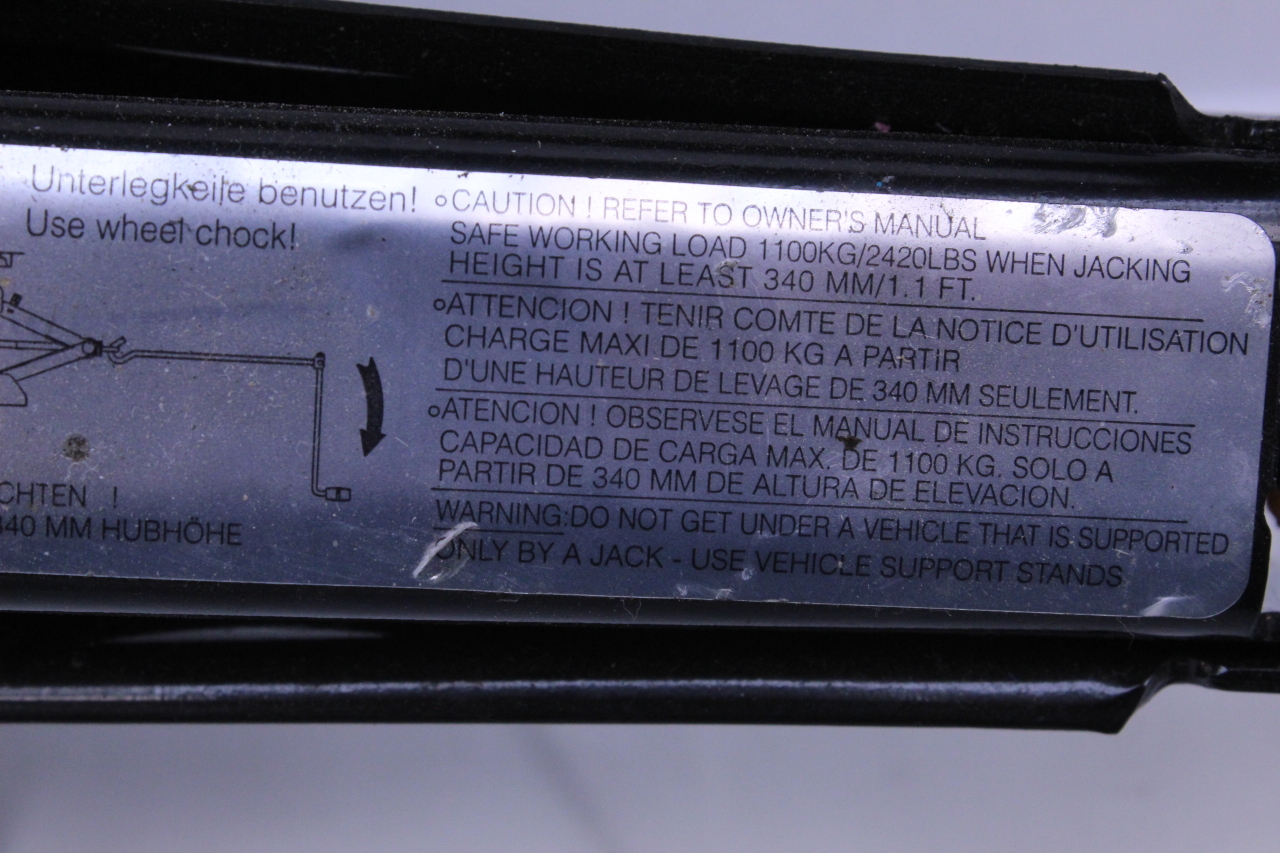 Unterlegkeile benutzen!
Use wheel chock!
CHTEN !
340 MM HUBHÖHE
CAUTION ! REFER TO OWNER'S MANUAL
SAFE WORKING LOAD 1100KG/2420LBS WHEN JACKING
HEIGHT IS AT LEAST 340 MM/1.1 FT.
ATTENCION ! TENIR COMTE DE LA NOTICE D'UTILISATION
CHARGE MAXI DE 1100 KG A PARTIR
D'UNE HAUTEUR DE LEVAGE DE 340 MM SEULEMENT.
ATENCION ! OBSERVESE EL MANUAL DE INSTRUCCIONES
CAPACIDAD DE CARGA MAX. DE 1100 KG. SOLO A
PARTIR DE 340 MM DE ALTURA DE ELEVACION.
WARNING:DO NOT GET UNDER A VEHICLE THAT IS SUPPORTED
ONLY BY A JACK - USE VEHICLE SUPPORT STANDS